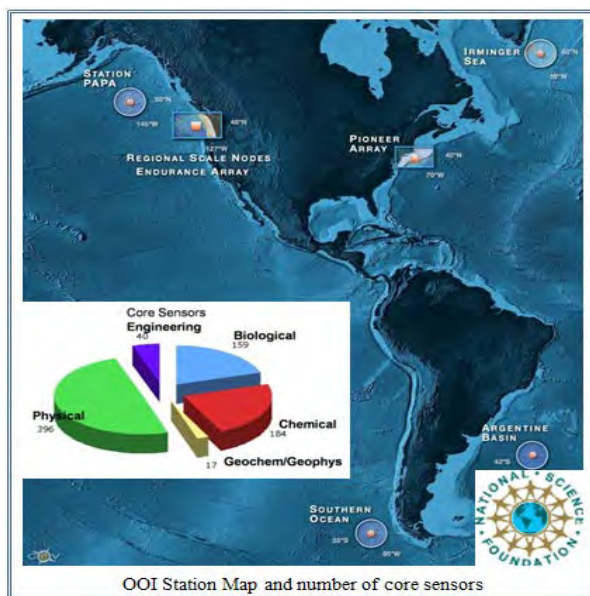 STATION
PAPA
50°N
145°W
IRMINGER
SEA
60°N
39°W
REGIONAL SCALE NODES
ENDURANCE ARRAY
127°W
PIONEER
ARRAY
40°N
70°W
Core Sensors
Engineering
40
Biological
159
Physical
396
Chemical
184
17
Geochem/Geophys
ARGENTINE
BASIN
42°S
SOUTHERN
OCEAN
55°S
90°W
NATIONAL SCIENCE
FOUNDATION
OOI Station Map and number of core sensors